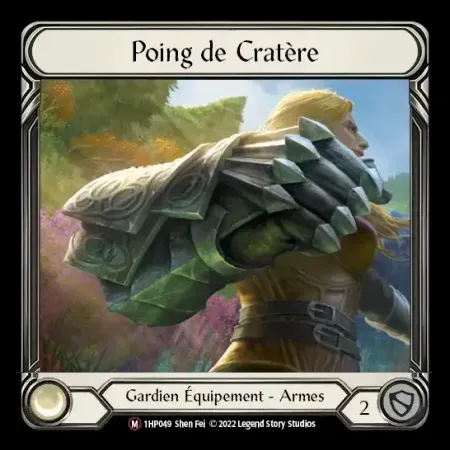 Poing de Cratère
Gardien Équipement - Armes
2
M 1HP049 Shen Fei ©2022 Legend Story Studios